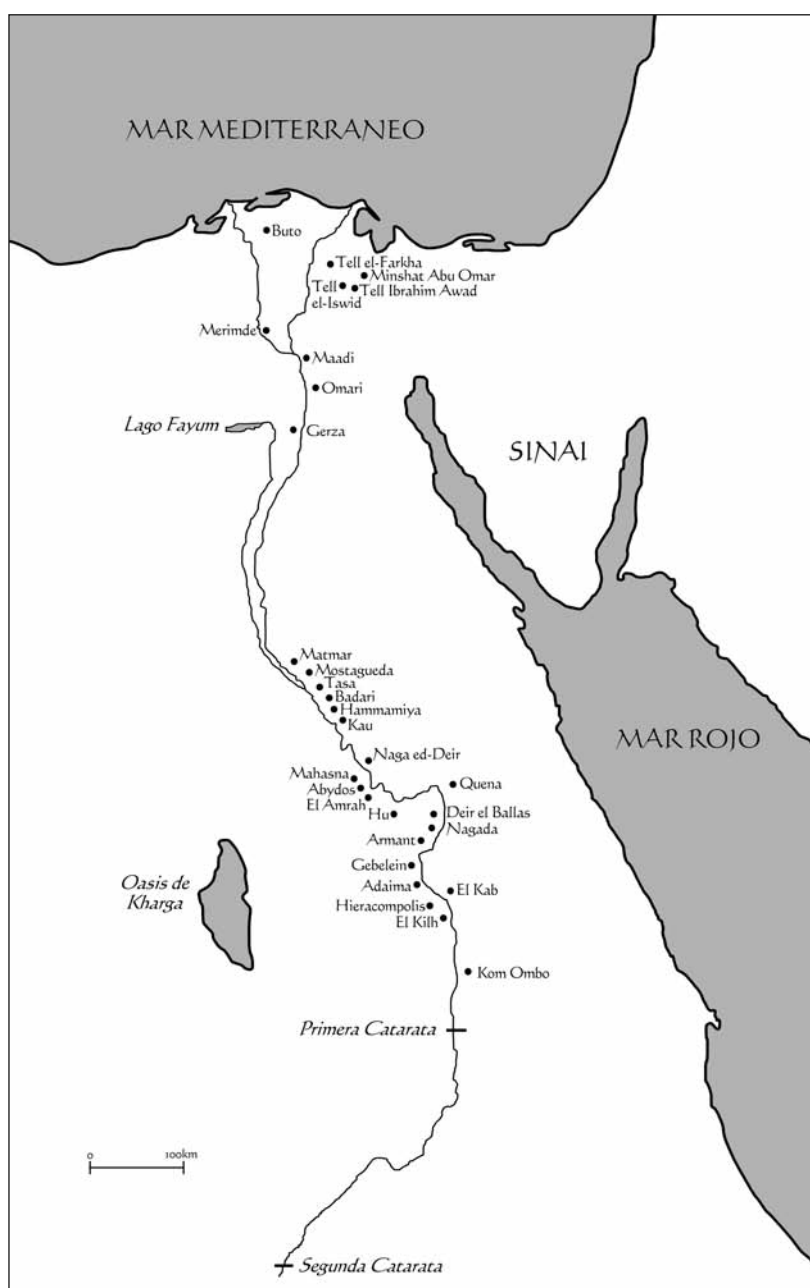 MAR MEDITERRANEO
Buto
Tell el-Farkha
Minshat Abu Omar
Tell
el-Iswid
Tell Ibrahim Awad
Merimde
Maadi
Omari
Lago Fayum
Gerza
SINAI
Matmar
Mostagueda
Tasa
Badari
Hammamiya
Kau
MAR ROJO
Naga ed-Deir
Mahasna
Quena
Abydos
El Amrah
Hu
Deir el Ballas
Nagada
Armant
Gebelein
Oasis de
Kharga
Adaima
El Kab
Hieracompolis
El Kilh
Kom Ombo
Primera Catarata
0 100km
Segunda Catarata